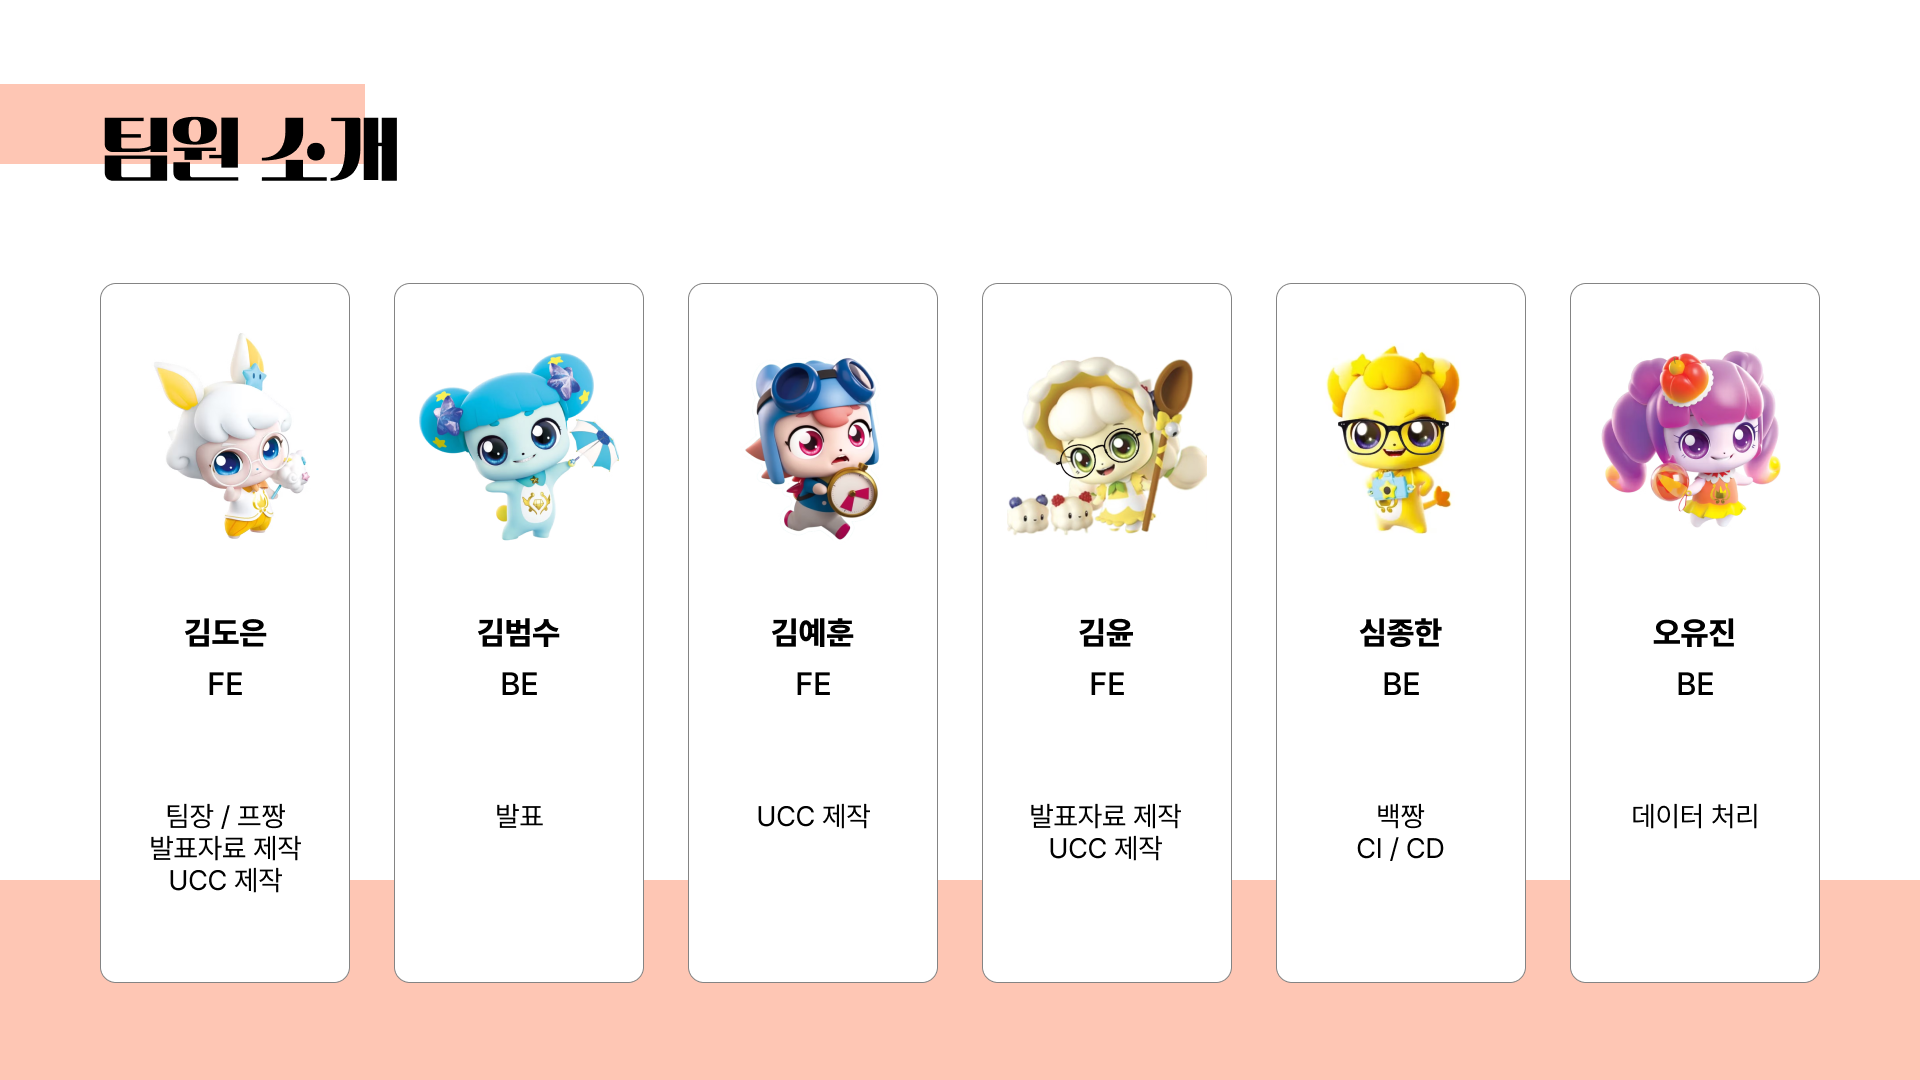 팀원 소개
김도은
FE
팀장 / 프짱
발표자료 제작
UCC 제작
김범수
BE
발표
김예훈
FE
UCC 제작
김윤
FE
발표자료 제작
UCC 제작
심종한
BE
백짱
CI / CD
오유진
BE
데이터 처리